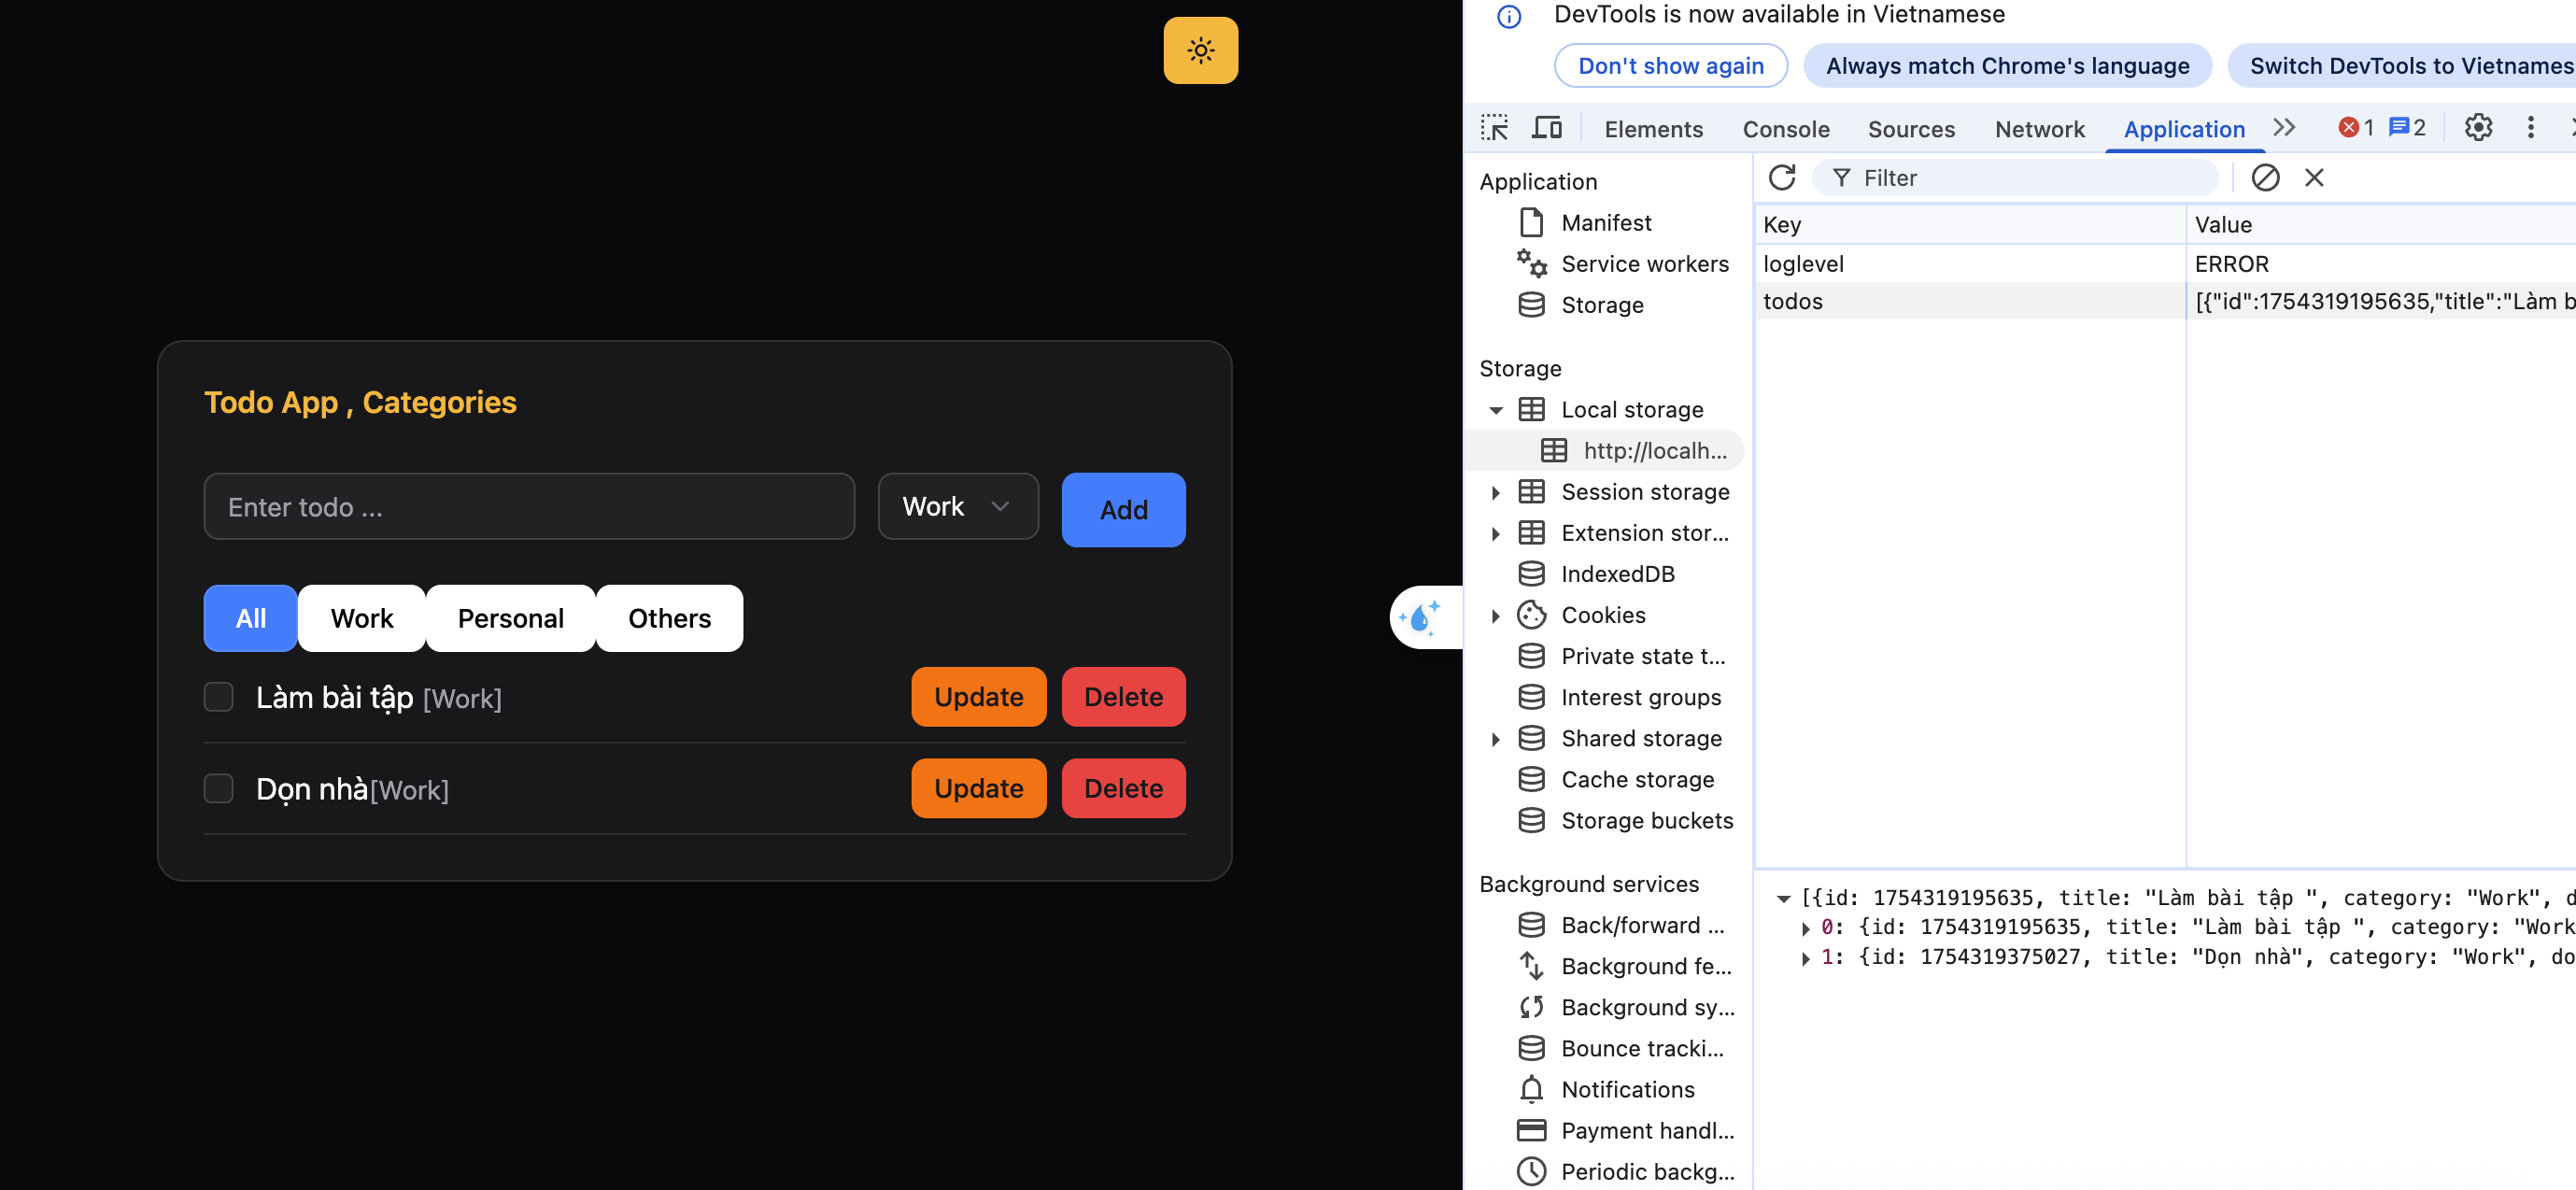 Todo App , Categories
Enter todo ...
Work
Add
All
Work
Personal
Others
Làm bài tập [Work]
Update
Delete
Dọn nhà[Work]
Update
Delete
DevTools is now available in Vietnamese
Don't show again
Always match Chrome's language
Switch DevTools to Vietnames
Elements
Console
Sources
Network
Application
1
2
Application
Manifest
Service workers
Storage
Storage
Local storage
http://localh...
Session storage
Extension stor...
IndexedDB
Cookies
Private state t...
Interest groups
Shared storage
Cache storage
Storage buckets
Background services
Back/forward ...
Background fe...
Background sy...
Bounce tracki...
Notifications
Payment handl...
Periodic backg...
Filter
Key
Value
loglevel
ERROR
todos
[{"id":1754319195635,"title":"Làm b
[{id: 1754319195635, title: "Làm bài tập ", category: "Work", d
0: {id: 1754319195635, title: "Làm bài tập ", category: "Work
1: {id: 1754319375027, title: "Dọn nhà", category: "Work", do